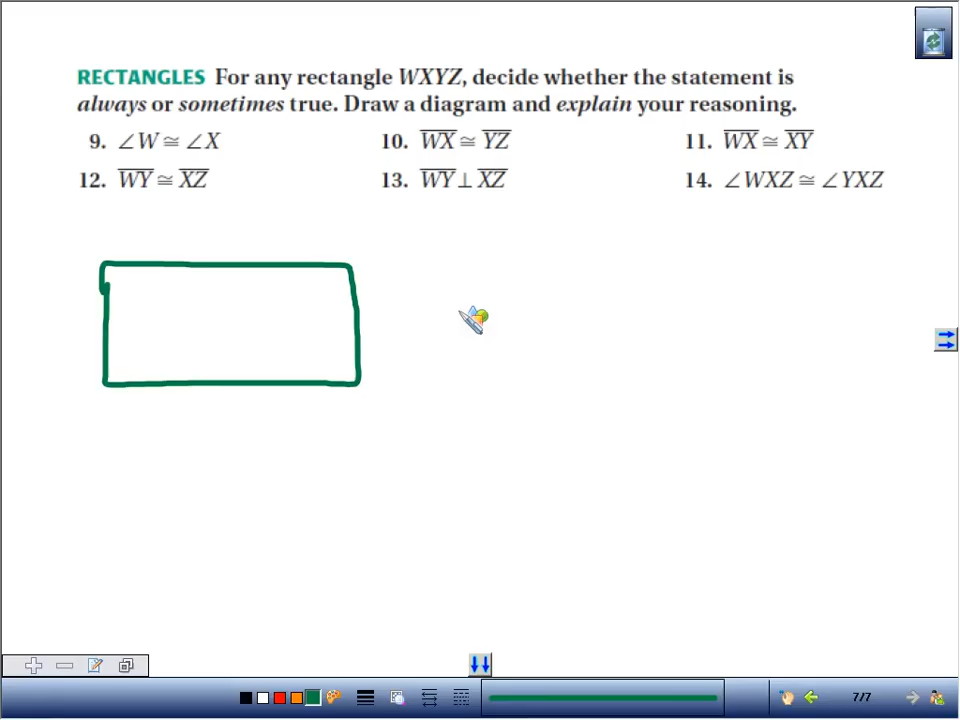 RECTANGLES For any rectangle WXYZ, decide whether the statement is
always or sometimes true. Draw a diagram and explain your reasoning.
9. ∠W ≅ ∠X 10. W̅X̅ ≅ Y̅Z̅ 11. W̅X̅ ≅ X̅Y̅
12. W̅Y̅ ≅ X̅Z̅ 13. W̅Y̅ ⊥ X̅Z̅ 14. ∠WXZ ≅ ∠YXZ
7/7